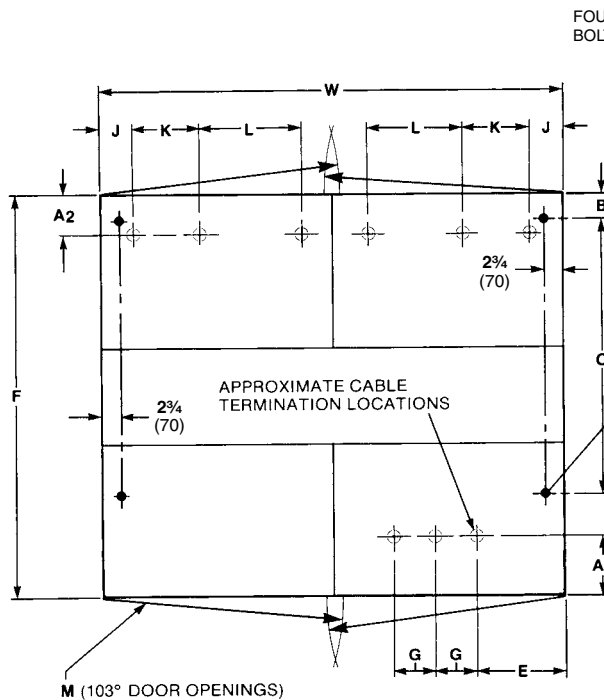 FOU
BOL
W
J K L L K J
A2
B
2¾
(70)
C
F
APPROXIMATE CABLE
TERMINATION LOCATIONS
2¾
(70)
A
G G E
M (103° DOOR OPENINGS)